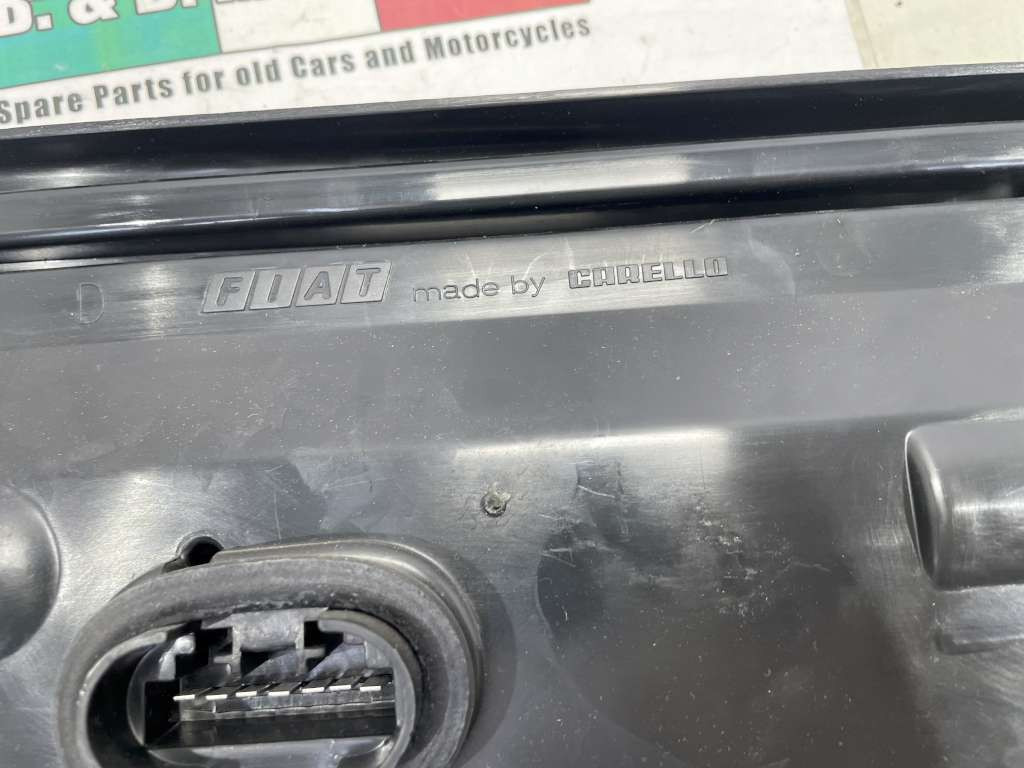 D. & D.
Spare Parts for old Cars and Motorcycles
D FIAT made by CARELLO